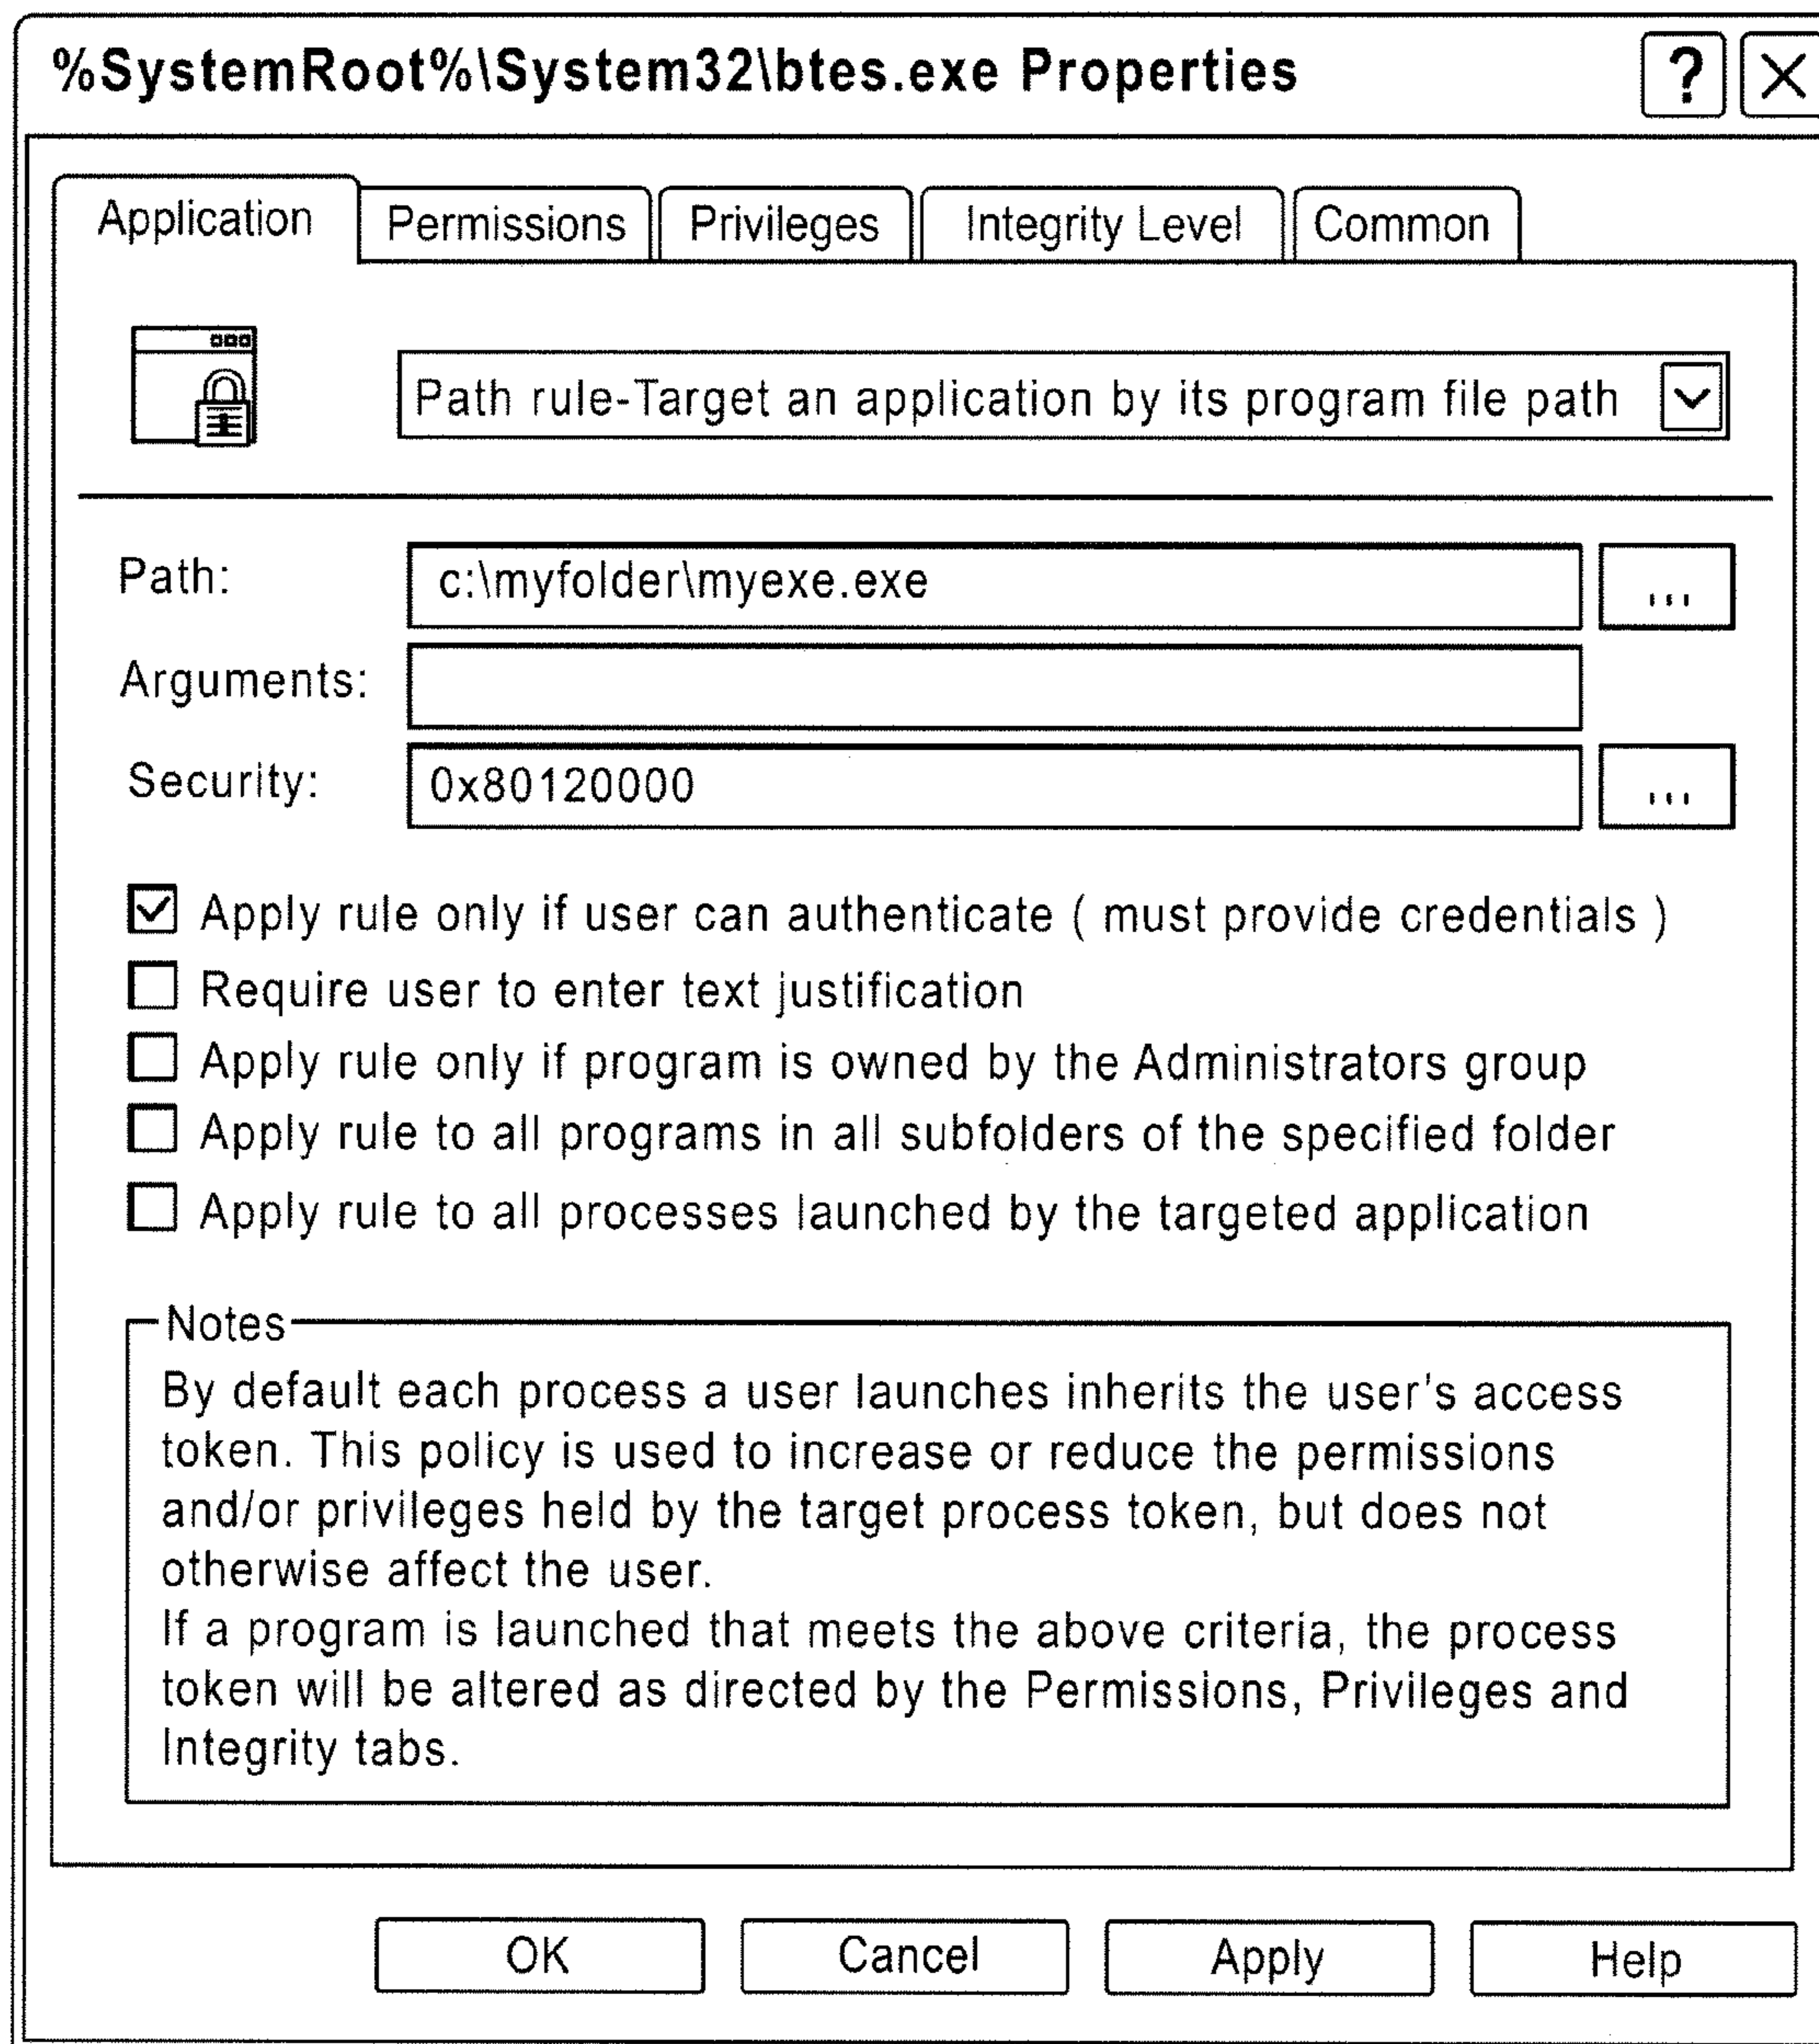 %SystemRoot%\System32\btes.exe Properties ? X
Application Permissions Privileges Integrity Level Common
Path rule-Target an application by its program file path
Path: c:\myfolder\myexe.exe ...
Arguments:
Security: 0x80120000 ...
Apply rule only if user can authenticate ( must provide credentials )
Require user to enter text justification
Apply rule only if program is owned by the Administrators group
Apply rule to all programs in all subfolders of the specified folder
Apply rule to all processes launched by the targeted application
Notes
By default each process a user launches inherits the user's access
token. This policy is used to increase or reduce the permissions
and/or privileges held by the target process token, but does not
otherwise affect the user.
If a program is launched that meets the above criteria, the process
token will be altered as directed by the Permissions, Privileges and
Integrity tabs.
OK Cancel Apply Help